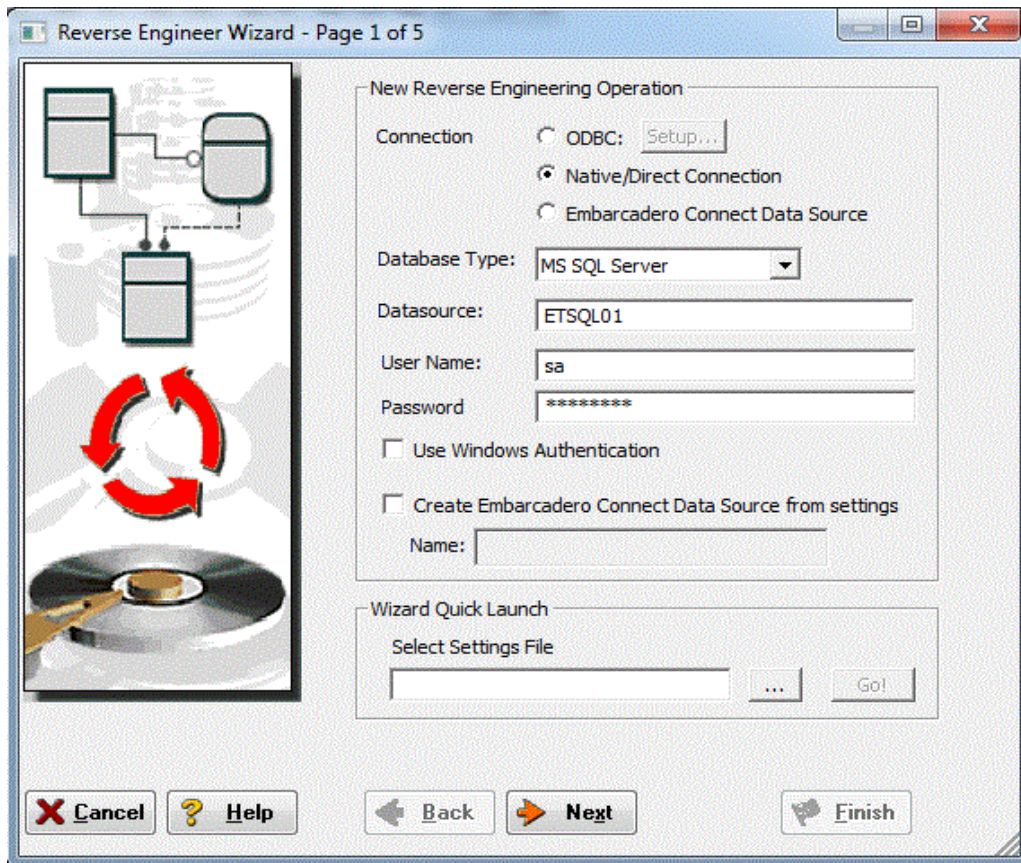 Reverse Engineer Wizard - Page 1 of 5
New Reverse Engineering Operation
Connection
ODBC: Setup...
Native/Direct Connection
Embarcadero Connect Data Source
Database Type: MS SQL Server
Datasource: ETSQL01
User Name: sa
Password ********
Use Windows Authentication
Create Embarcadero Connect Data Source from settings
Name:
Wizard Quick Launch
Select Settings File
... Go!
Cancel ? Help Back Next Finish